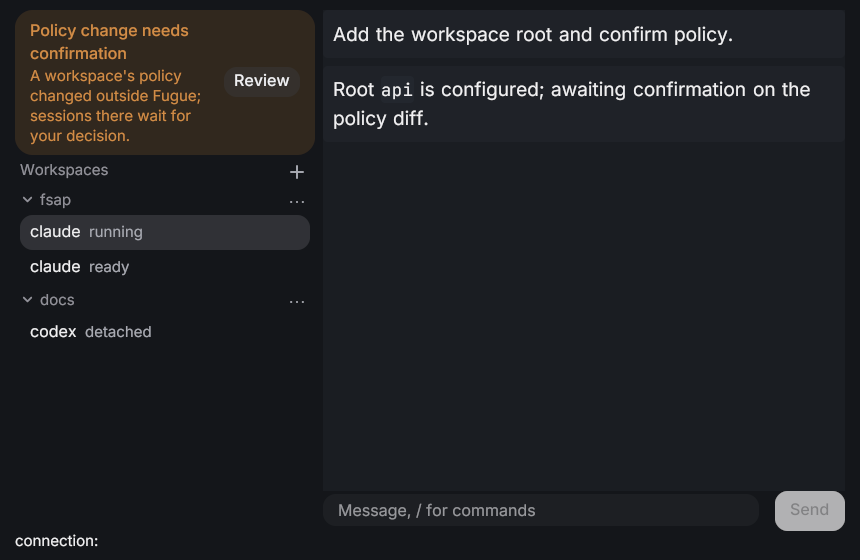 Policy change needs
confirmation
A workspace's policy
changed outside Fugue;
sessions there wait for
your decision.
Review
Workspaces
fsap
...
claude running
claude ready
docs
...
codex detached
connection:
Add the workspace root and confirm policy.
Root api is configured; awaiting confirmation on the
policy diff.
Message, / for commands
Send